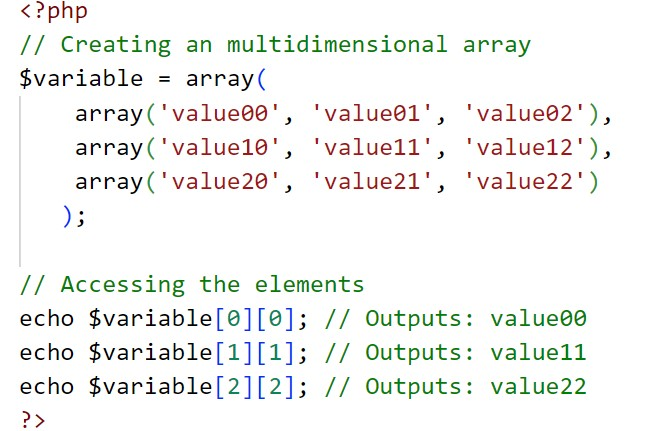 <?php
// Creating an multidimensional array
$variable = array(
    array('value00', 'value01', 'value02'),
    array('value10', 'value11', 'value12'),
    array('value20', 'value21', 'value22')
   );
// Accessing the elements
echo $variable[0][0]; // Outputs: value00
echo $variable[1][1]; // Outputs: value11
echo $variable[2][2]; // Outputs: value22
?>